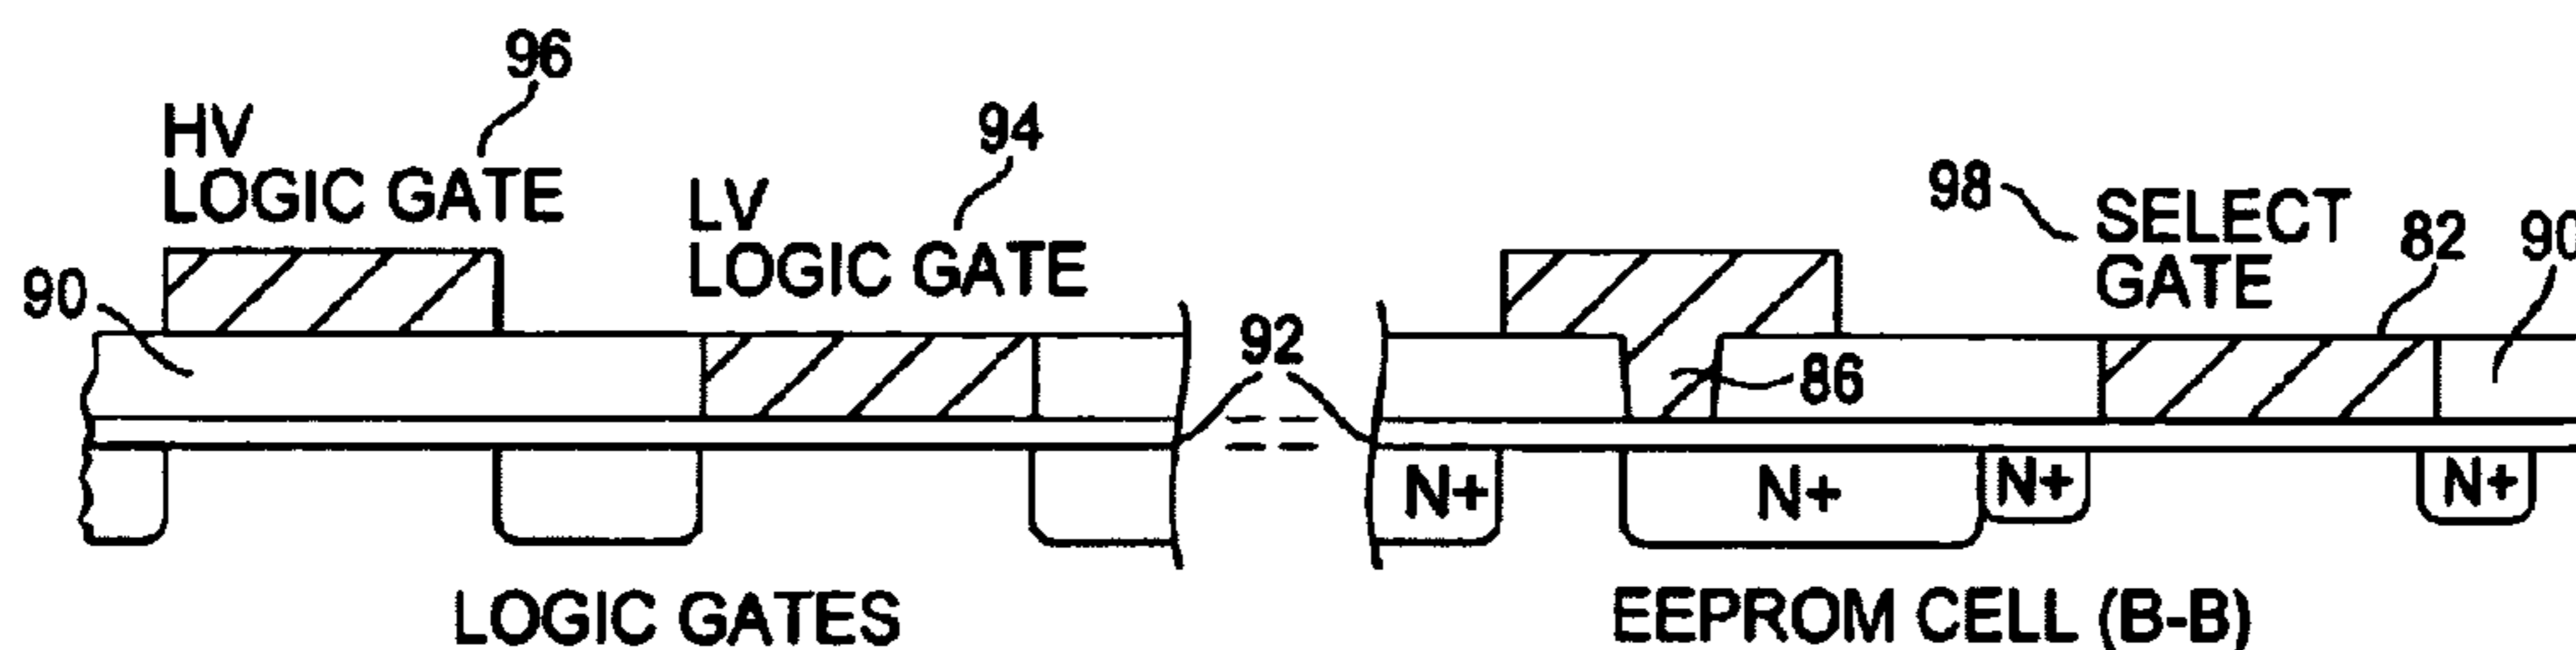 96
HV
LOGIC GATE
94
LV
LOGIC GATE
90
92
98
SELECT
GATE
82
90
86
N+
N+
N+
N+
LOGIC GATES
EEPROM CELL (B-B)